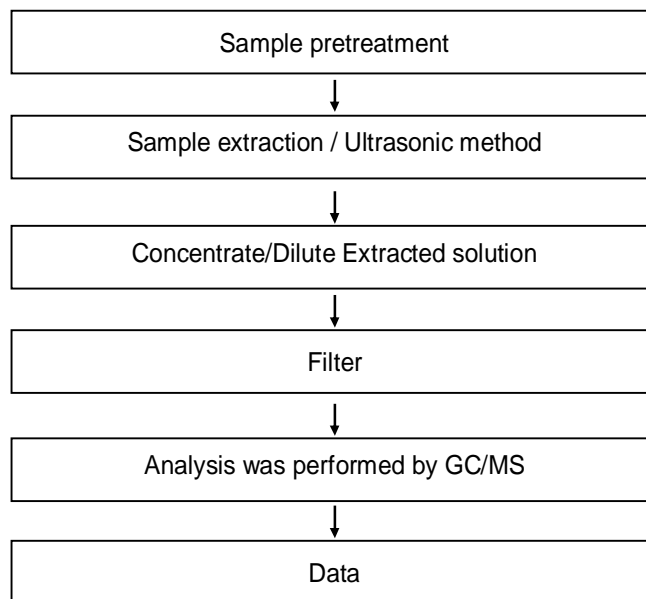 Sample pretreatment
Sample extraction / Ultrasonic method
Concentrate/Dilute Extracted solution
Filter
Analysis was performed by GC/MS
Data